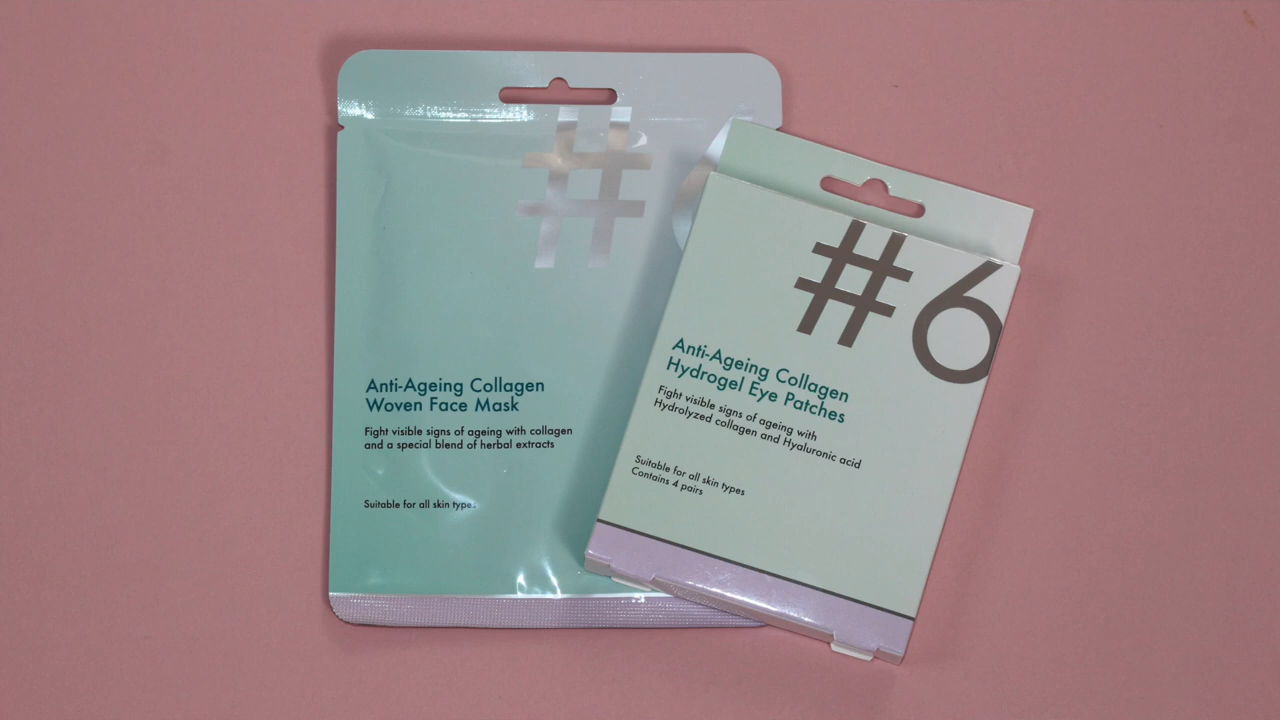 #
Anti-Ageing Collagen
Woven Face Mask
Fight visible signs of ageing with collagen
and a special blend of herbal extracts
Suitable for all skin types
#6
Anti-Ageing Collagen
Hydrogel Eye Patches
Fight visible signs of ageing with
Hydrolyzed collagen and Hyaluronic acid
Suitable for all skin types
Contains 4 pairs